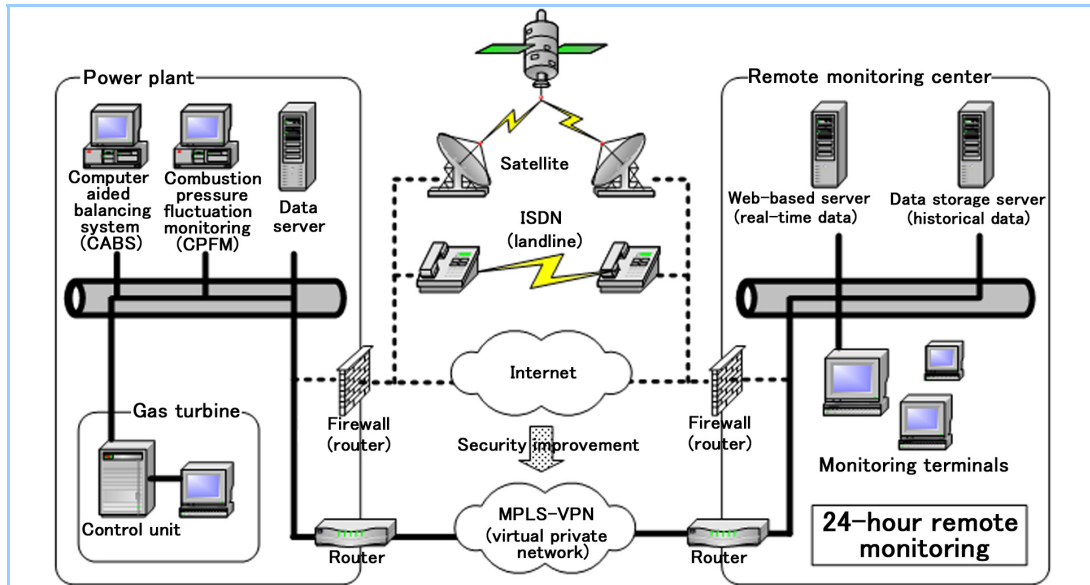 Power plant
Computer
aided
balancing
system
(CABS)
Combustion
pressure
fluctuation
monitoring
(CPFM)
Data
server
Gas turbine
Control unit
Satellite
ISDN
(landline)
Internet
Firewall
(router)
Firewall
(router)
Security improvement
MPLS-VPN
(virtual private
network)
Router
Router
Remote monitoring center
Web-based server
(real-time data)
Data storage server
(historical data)
Monitoring terminals
24-hour remote
monitoring